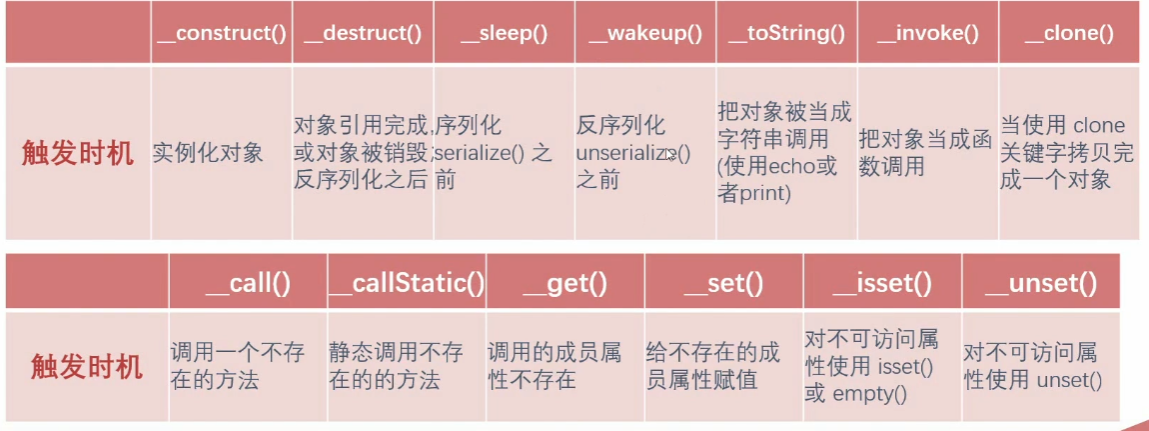 __construct() __destruct() __sleep() __wakeup() __toString() __invoke() __clone()
触发时机
实例化对象
对象引用完成,
或对象被销毁;
反序列化之后
序列化
serialize() 之
前
反序列化
unserialize()
之前
把对象被当成
字符串调用
(使用echo或
者print)
把对象当成函
数调用
当使用 clone
关键字拷贝完
成一个对象
__call() __callStatic() __get() __set() __isset() __unset()
触发时机
调用一个不存
在的方法
静态调用不存
在的的方法
调用的成员属
性不存在
给不存在的成
员属性赋值
对不可访问属
性使用 isset()
或 empty()
对不可访问属
性使用 unset()